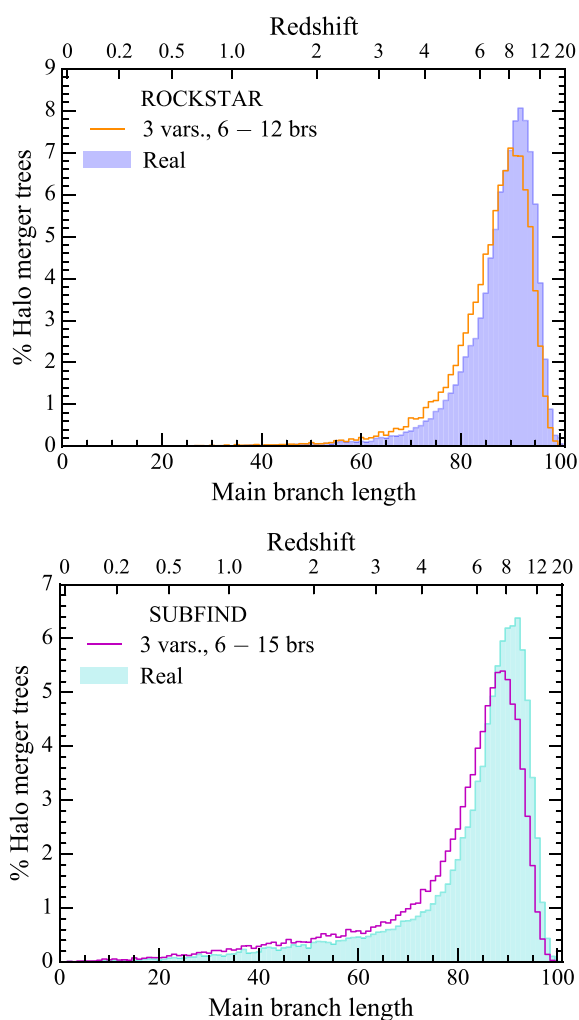 Redshift
0 0.2 0.5 1.0 2 3 4 6 8 12 20
9
8
7
6
5
4
3
2
1
0
% Halo merger trees
ROCKSTAR
3 vars., 6 − 12 brs
Real
0 20 40 60 80 100
Main branch length
Redshift
0 0.2 0.5 1.0 2 3 4 6 8 12 20
7
6
5
4
3
2
1
0
% Halo merger trees
SUBFIND
3 vars., 6 − 15 brs
Real
0 20 40 60 80 100
Main branch length